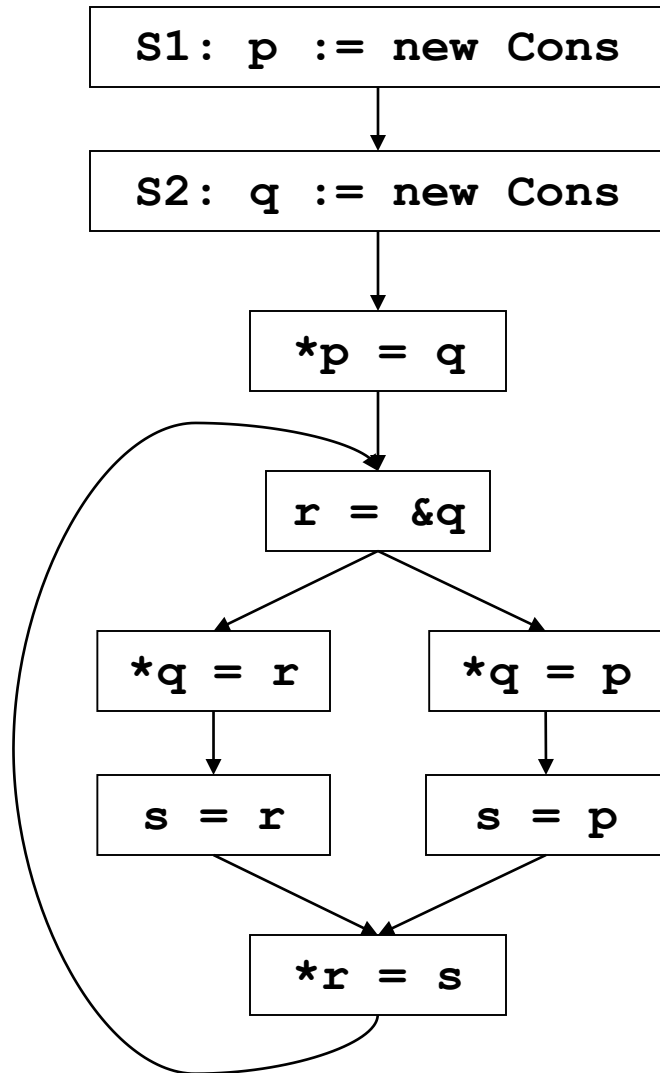 S1: p := new Cons
S2: q := new Cons
*p = q
r = &q
*q = r
*q = p
s = r
s = p
*r = s